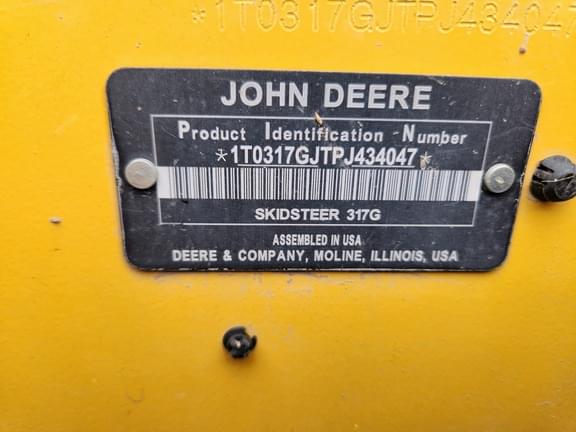 *1T0317GJTPJ434047
JOHN DEERE
Product Identification Number
*1T0317GJTPJ434047*
SKIDSTEER 317G
ASSEMBLED IN USA
DEERE & COMPANY, MOLINE, ILLINOIS, USA